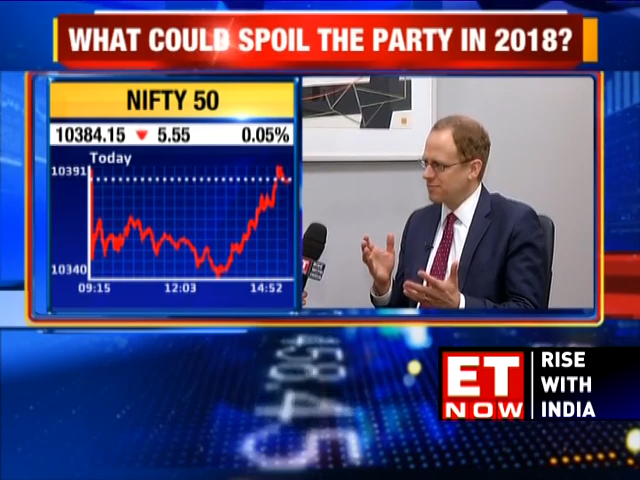 WHAT COULD SPOIL THE PARTY IN 2018?
NIFTY 50
10384.15 ▼ 5.55 0.05%
Today
10391
10340
09:15 12:03 14:52
ET
NOW
RISE
WITH
INDIA